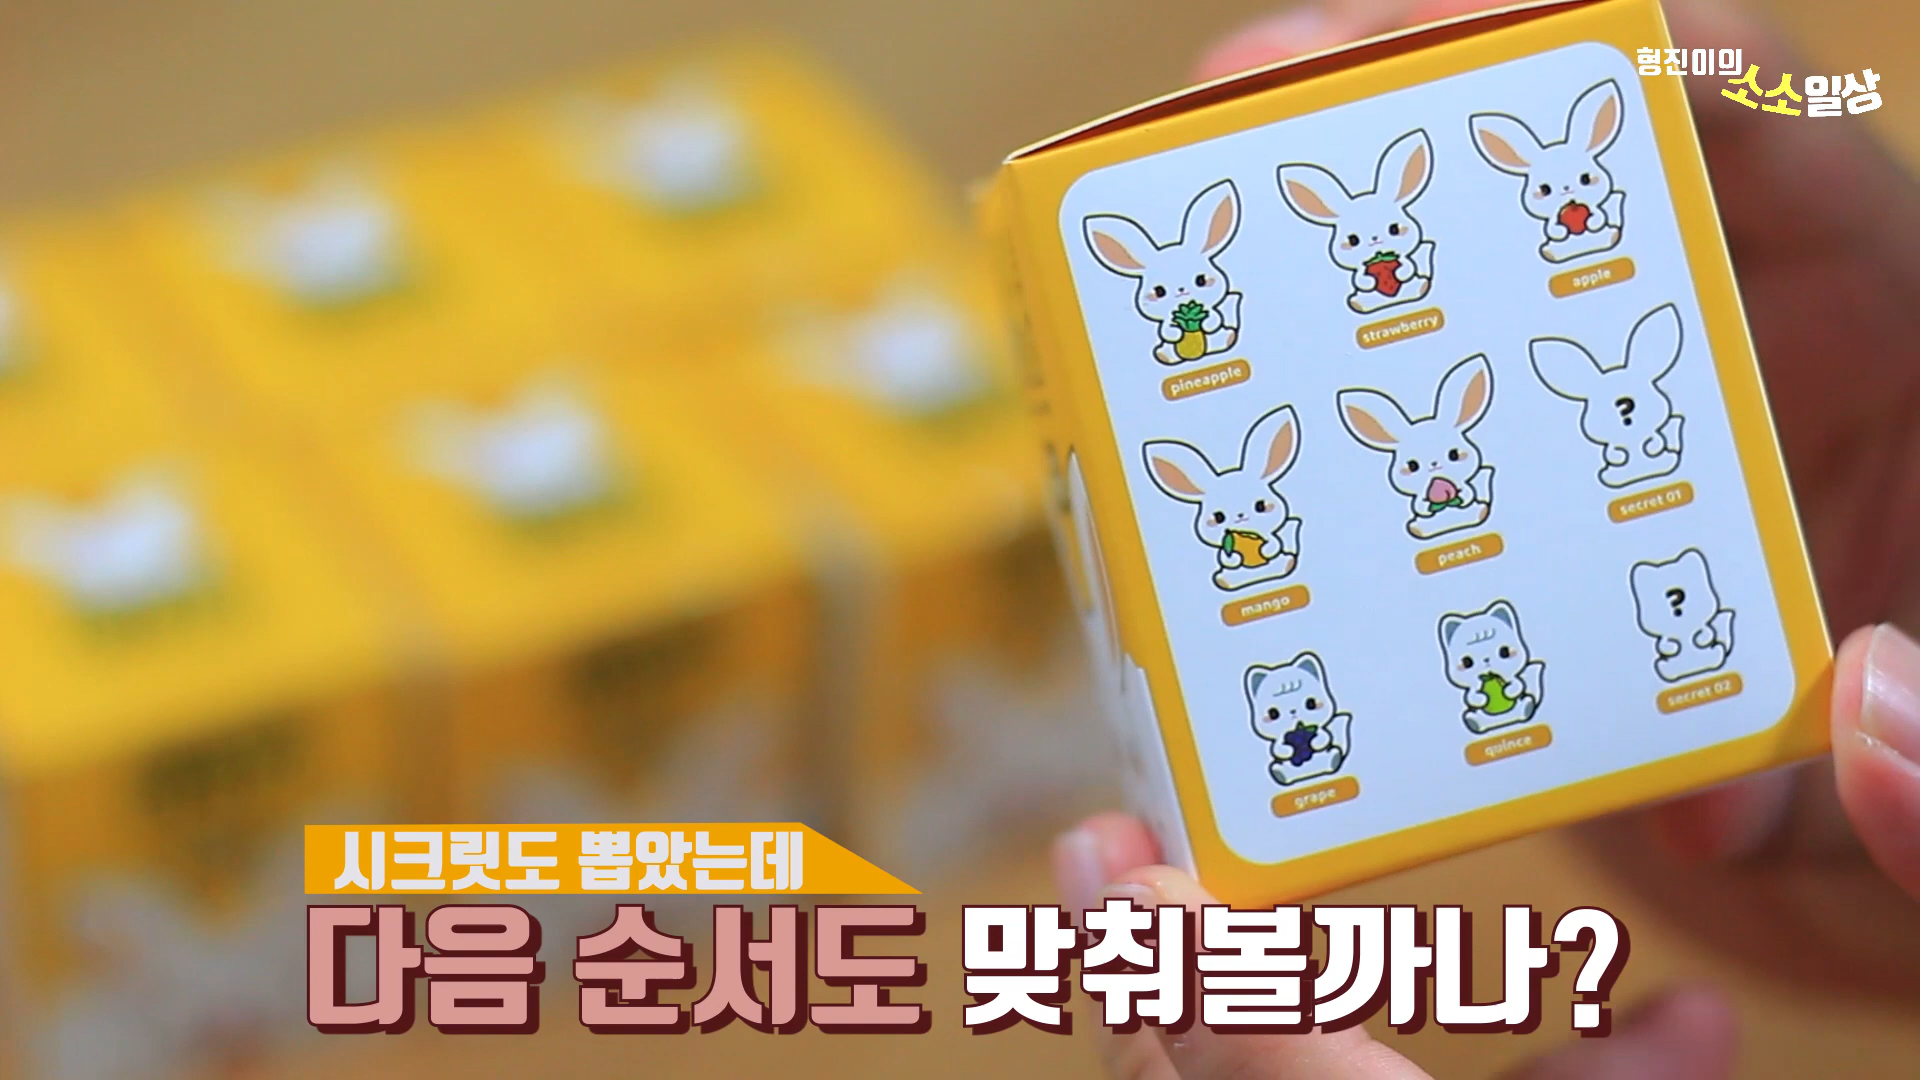 형진이의
소소일상
pineapple
strawberry
apple
mango
peach
?
secret 01
grape
quince
?
secret 02
시크릿도 뽑았는데
다음 순서도 맞춰볼까나?